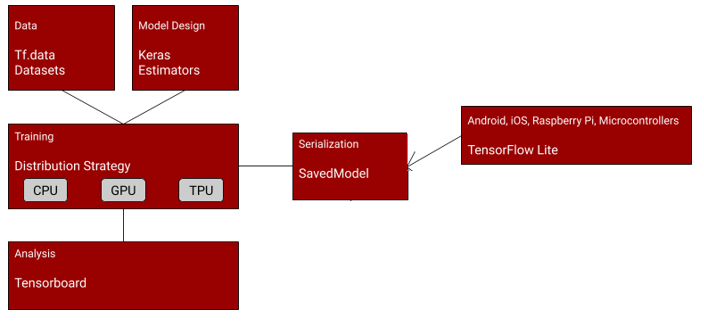 Data
Tf.data
Datasets
Model Design
Keras
Estimators
Training
Distribution Strategy
CPU
GPU
TPU
Serialization
SavedModel
Android, iOS, Raspberry Pi, Microcontrollers
TensorFlow Lite
Analysis
Tensorboard